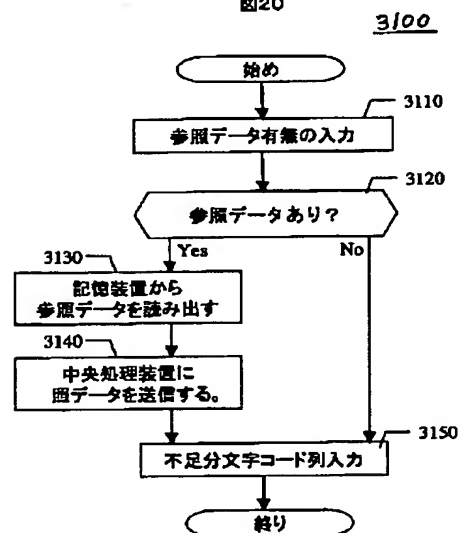 図20
3100
始め
3110
参照データ有無の入力
3120
参照データあり？
Yes
No
3130
記憶装置から
参照データを読み出す
3140
中央処理装置に
照データを送信する。
3150
不足分文字コード列入力
終り